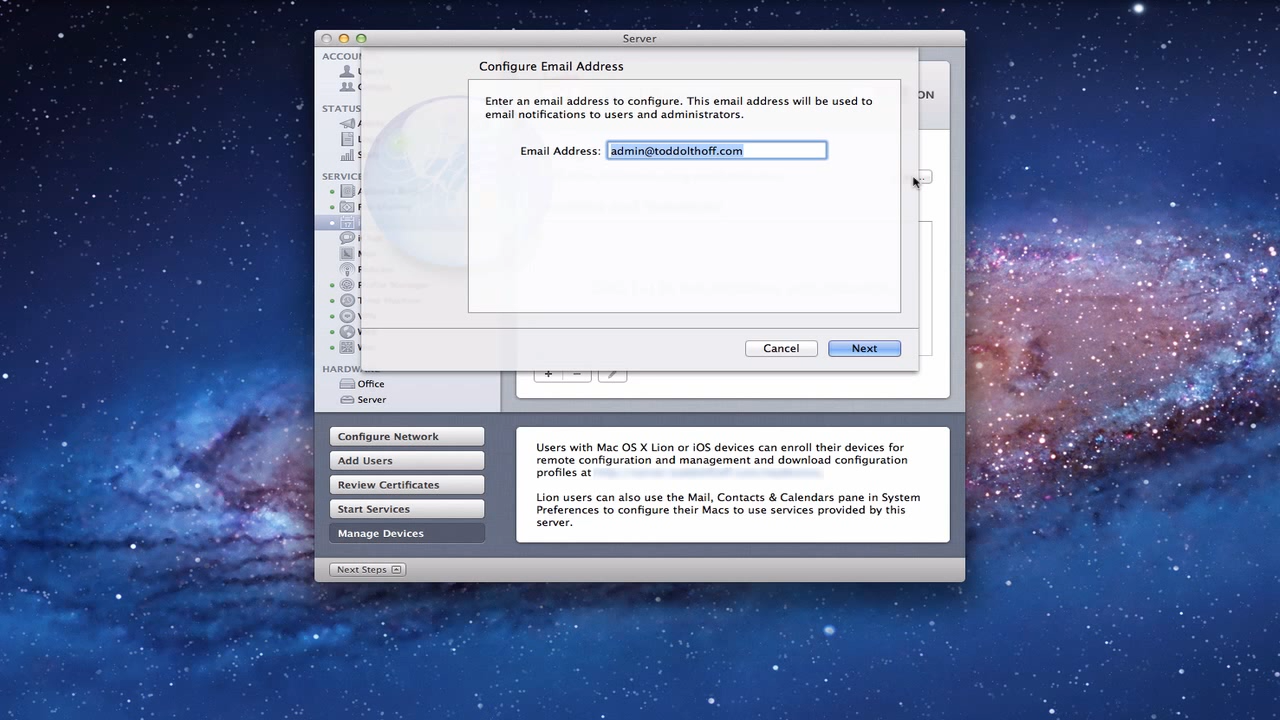 Server
Configure Email Address
Enter an email address to configure. This email address will be used to
email notifications to users and administrators.
Email Address: admin@toddolthoff.com
Cancel
Next
ACCOU
STATUS
SERVICE
HARDWA
Office
Server
ON
Configure Network
Add Users
Review Certificates
Start Services
Manage Devices
Users with Mac OS X Lion or iOS devices can enroll their devices for
remote configuration and management and download configuration
profiles at
Lion users can also use the Mail, Contacts & Calendars pane in System
Preferences to configure their Macs to use services provided by this
server.
Next Steps